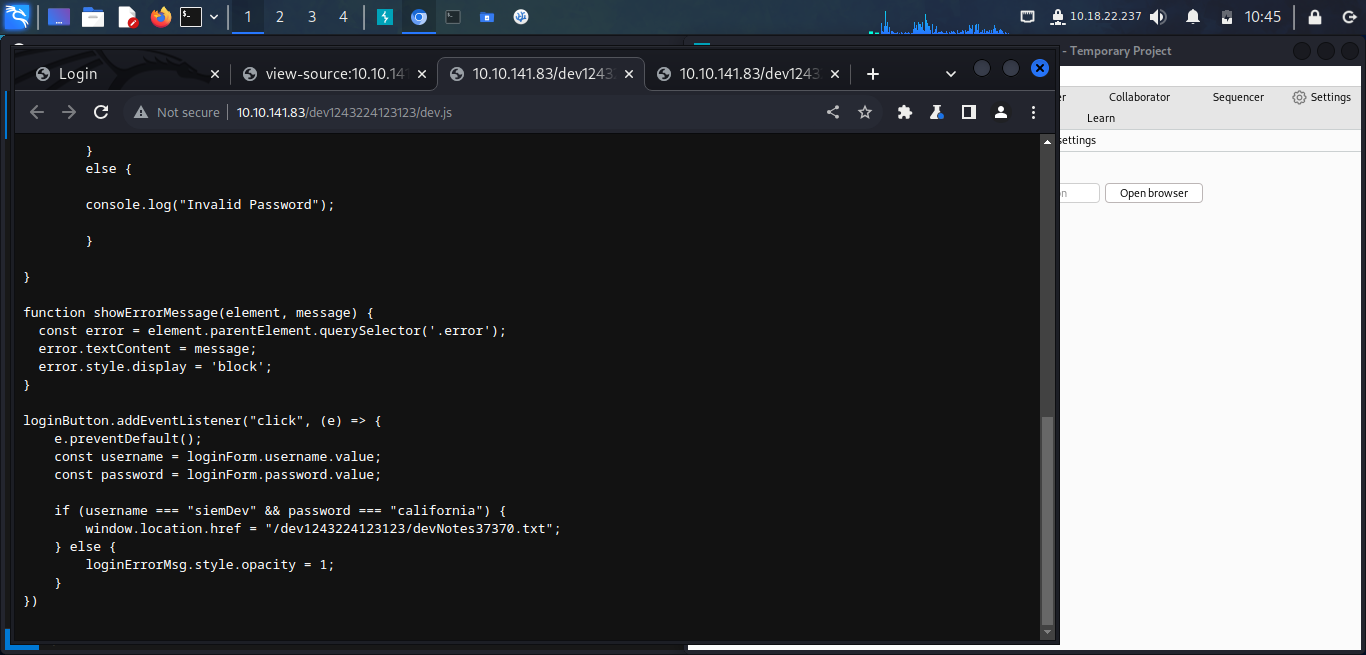 1 2 3 4
10.18.22.237
10:45
- Temporary Project
Login
view-source:10.10.141
10.10.141.83/dev1243
10.10.141.83/dev1243
Not secure
10.10.141.83/dev1243224123123/dev.js
Collaborator
Sequencer
Settings
Learn
settings
Open browser
}
else {
console.log("Invalid Password");
}
}
function showErrorMessage(element, message) {
const error = element.parentElement.querySelector('.error');
error.textContent = message;
error.style.display = 'block';
}
loginButton.addEventListener("click", (e) => {
e.preventDefault();
const username = loginForm.username.value;
const password = loginForm.password.value;
if (username === "siemDev" && password === "california") {
window.location.href = "/dev1243224123123/devNotes37370.txt";
} else {
loginErrorMsg.style.opacity = 1;
}
})